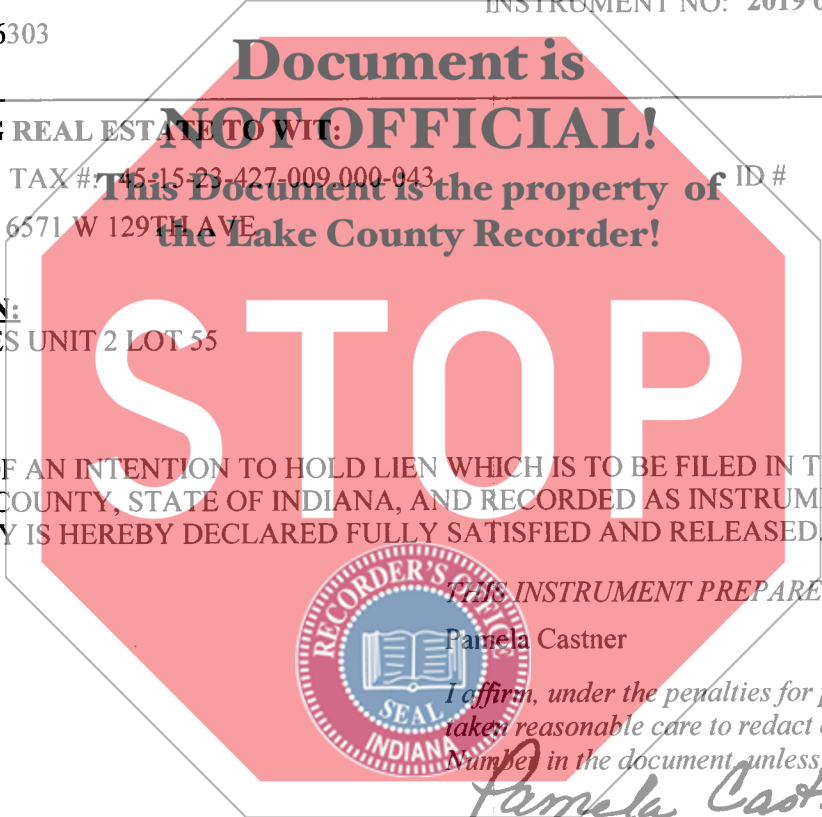 INSTRUMENT NO: 2019
6303
Document is
NOT OFFICIAL!
REAL ESTATE TO WIT:
TAX #: 45-15-23-427-009.000-043 ID #
This Document is the property of
6571 W 129TH AVE
the Lake County Recorder!
N:
ES UNIT 2 LOT 55
STOP
F AN INTENTION TO HOLD LIEN WHICH IS TO BE FILED IN T
COUNTY, STATE OF INDIANA, AND RECORDED AS INSTRUM
Y IS HEREBY DECLARED FULLY SATISFIED AND RELEASED.
RECORDER'S OFFICE
SEAL
INDIANA
THIS INSTRUMENT PREPARE
Pamela Castner
I affirm, under the penalties for
taken reasonable care to redact
Number in the document, unless
Pamela Cast